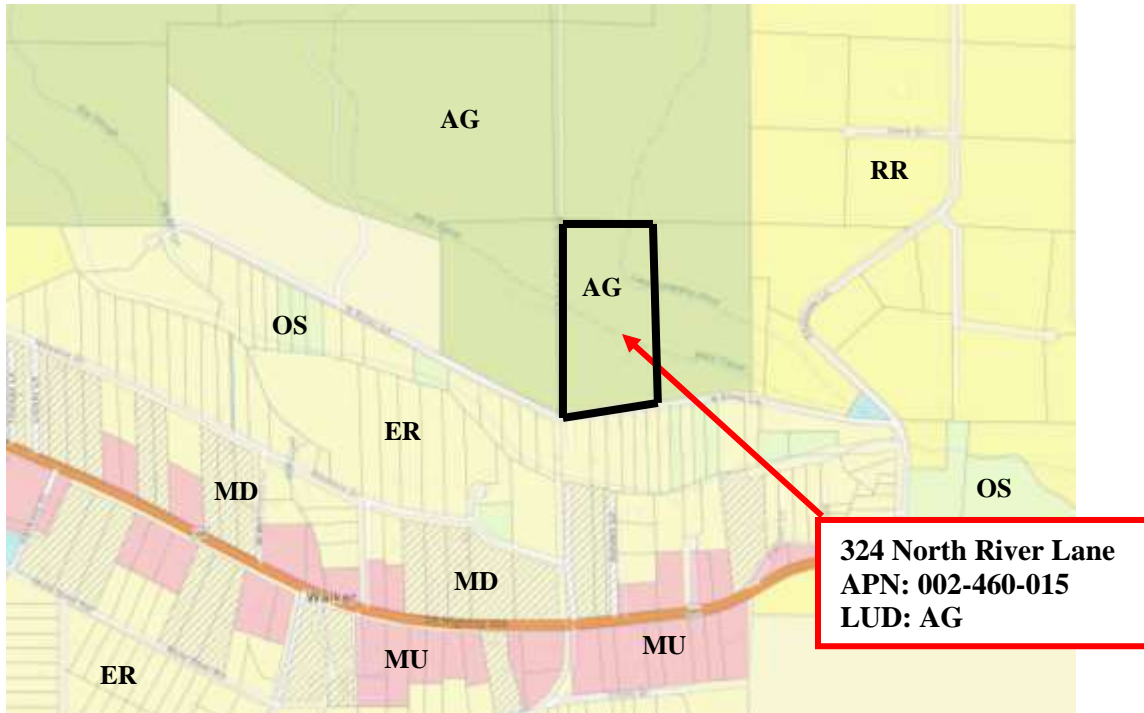 AG
RR
AG
OS
ER
MD
OS
324 North River Lane
APN: 002-460-015
LUD: AG
MD
Walker
MU
MU
ER